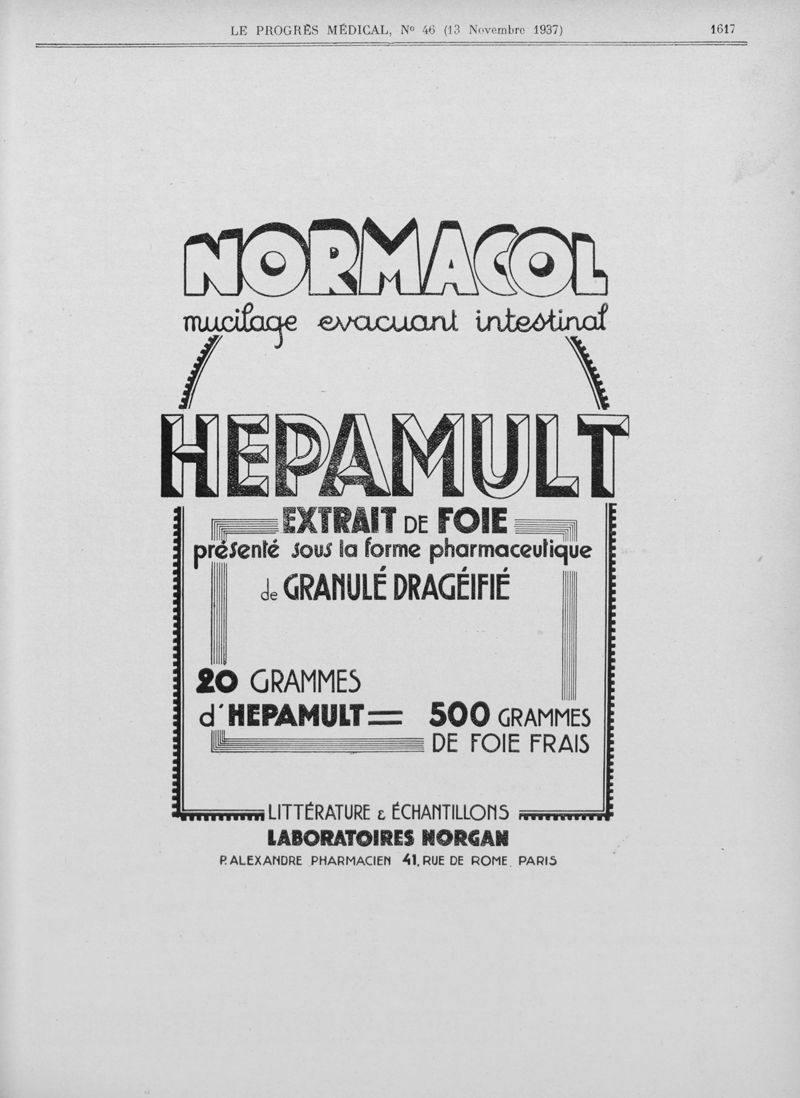 LE PROGRÈS MÉDICAL, Nº 46 (13 Novembre 1937) 1617
NORMACOL
mucilage evacuant intestinal
HEPAMULT
EXTRAIT DE FOIE
présenté sous la forme pharmaceutique
de GRANULÉ DRAGÉIFIÉ
20 GRAMMES
d'HEPAMULT = 500 GRAMMES
DE FOIE FRAIS
LITTÉRATURE & ÉCHANTILLONS
LABORATOIRES NORGAN
P. ALEXANDRE PHARMACIEN 41, RUE DE ROME, PARIS